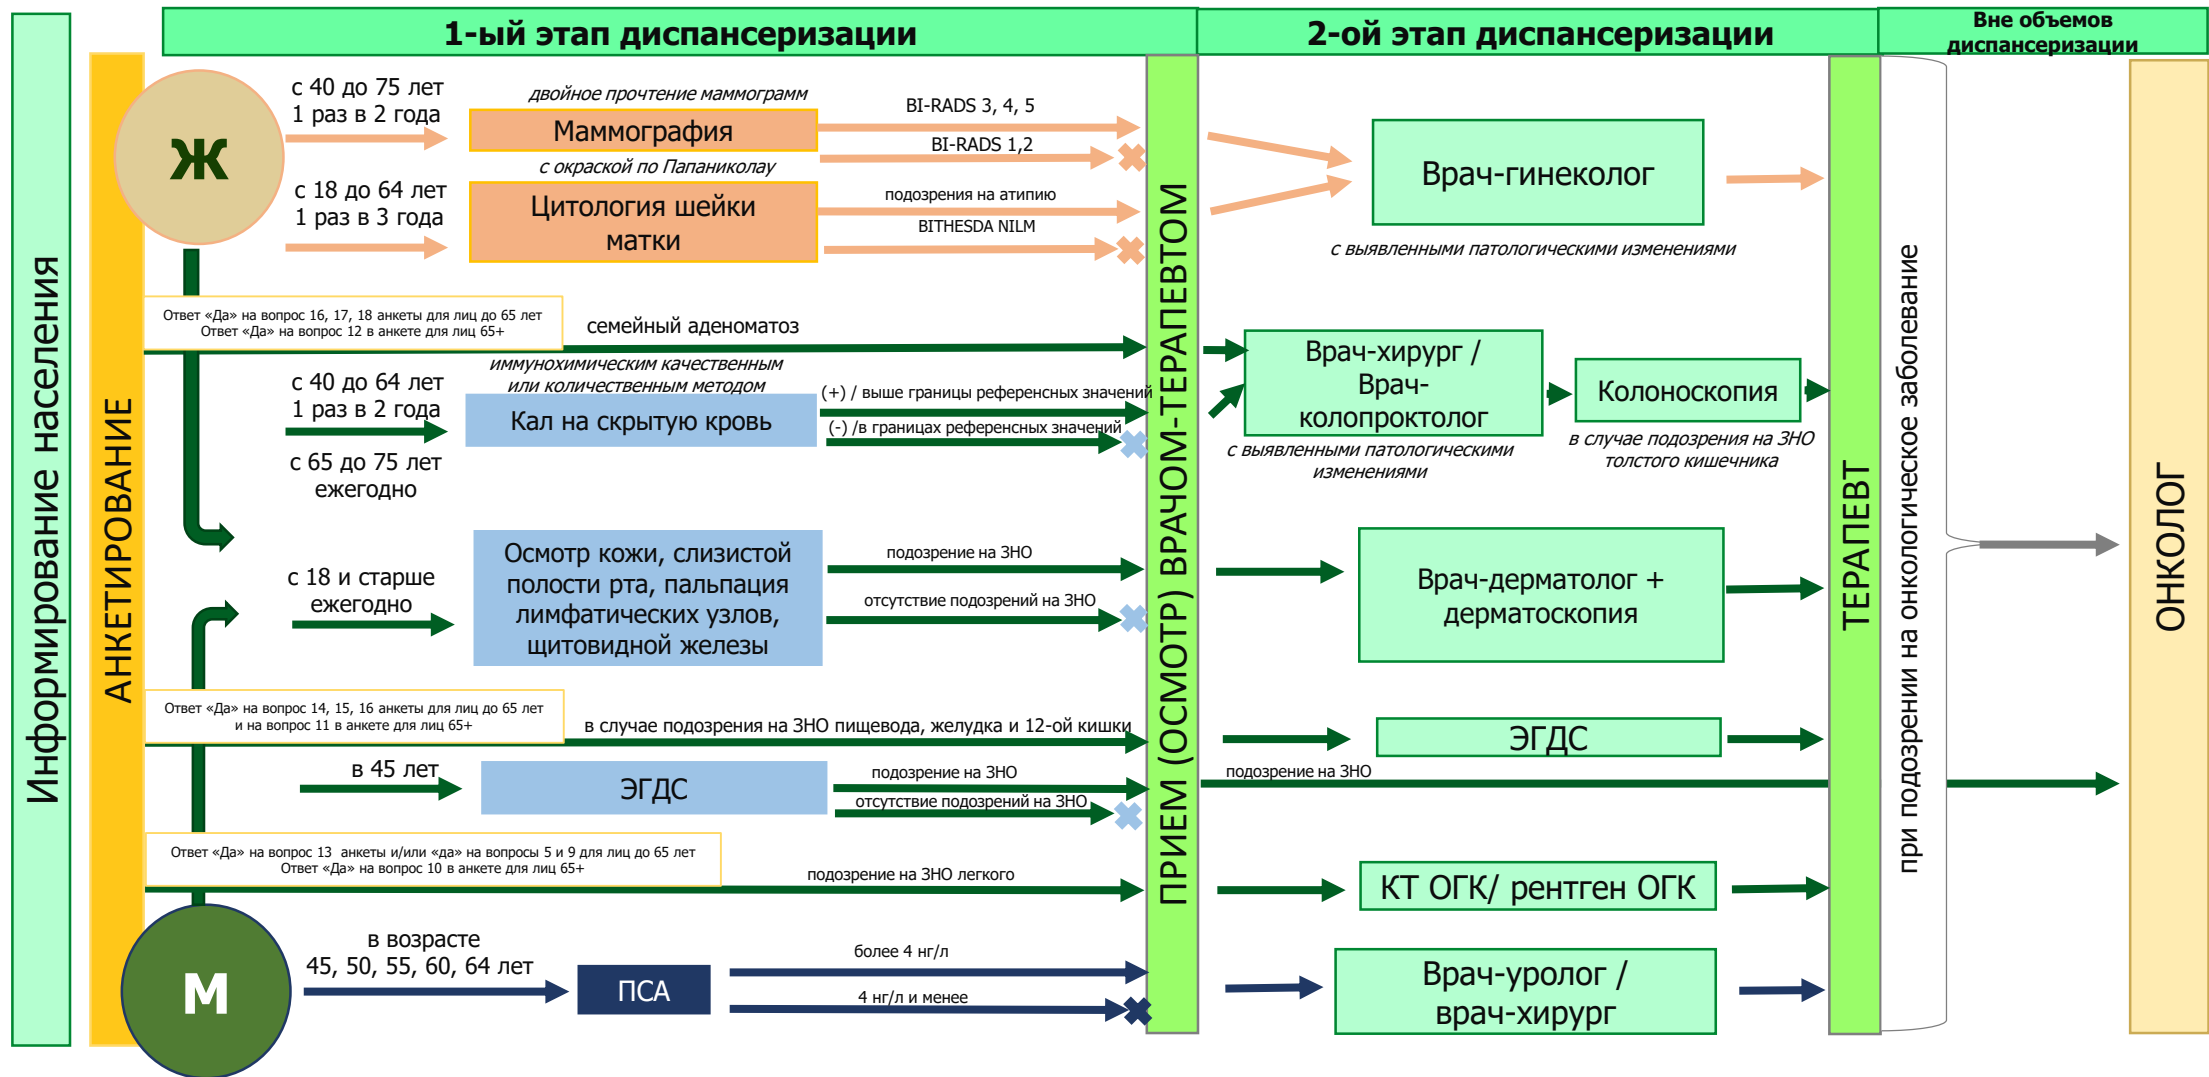 1-ый этап диспансеризации
2-ой этап диспансеризации
Вне объемов
диспансеризации
Информирование населения
АНКЕТИРОВАНИЕ
Ж
с 40 до 75 лет
1 раз в 2 года
двойное прочтение маммограмм
Маммография
BI-RADS 3, 4, 5
BI-RADS 1,2
с 18 до 64 лет
1 раз в 3 года
с окраской по Папаниколау
Цитология шейки
матки
подозрения на атипию
BITHESDA NILM
Врач-гинеколог
с выявленными патологическими изменениями
Ответ «Да» на вопрос 16, 17, 18 анкеты для лиц до 65 лет
Ответ «Да» на вопрос 12 в анкете для лиц 65+
семейный аденоматоз
с 40 до 64 лет
1 раз в 2 года
с 65 до 75 лет
ежегодно
иммунохимическим качественным
или количественным методом
Кал на скрытую кровь
(+) / выше границы референсных значений
(-) /в границах референсных значений
Врач-хирург /
Врач-
колопроктолог
с выявленными патологическими
изменениями
Колоноскопия
в случае подозрения на ЗНО
толстого кишечника
с 18 и старше
ежегодно
Осмотр кожи, слизистой
полости рта, пальпация
лимфатических узлов,
щитовидной железы
подозрение на ЗНО
отсутствие подозрений на ЗНО
Врач-дерматолог +
дерматоскопия
Ответ «Да» на вопрос 14, 15, 16 анкеты для лиц до 65 лет
и на вопрос 11 в анкете для лиц 65+
в случае подозрения на ЗНО пищевода, желудка и 12-ой кишки
ЭГДС
в 45 лет
ЭГДС
подозрение на ЗНО
отсутствие подозрений на ЗНО
подозрение на ЗНО
Ответ «Да» на вопрос 13 анкеты и/или «да» на вопросы 5 и 9 для лиц до 65 лет
Ответ «Да» на вопрос 10 в анкете для лиц 65+
подозрение на ЗНО легкого
КТ ОГК/ рентген ОГК
М
в возрасте
45, 50, 55, 60, 64 лет
ПСА
более 4 нг/л
4 нг/л и менее
Врач-уролог /
врач-хирург
ПРИЕМ (ОСМОТР) ВРАЧОМ-ТЕРАПЕВТОМ
ТЕРАПЕВТ
при подозрении на онкологическое заболевание
ОНКОЛОГ